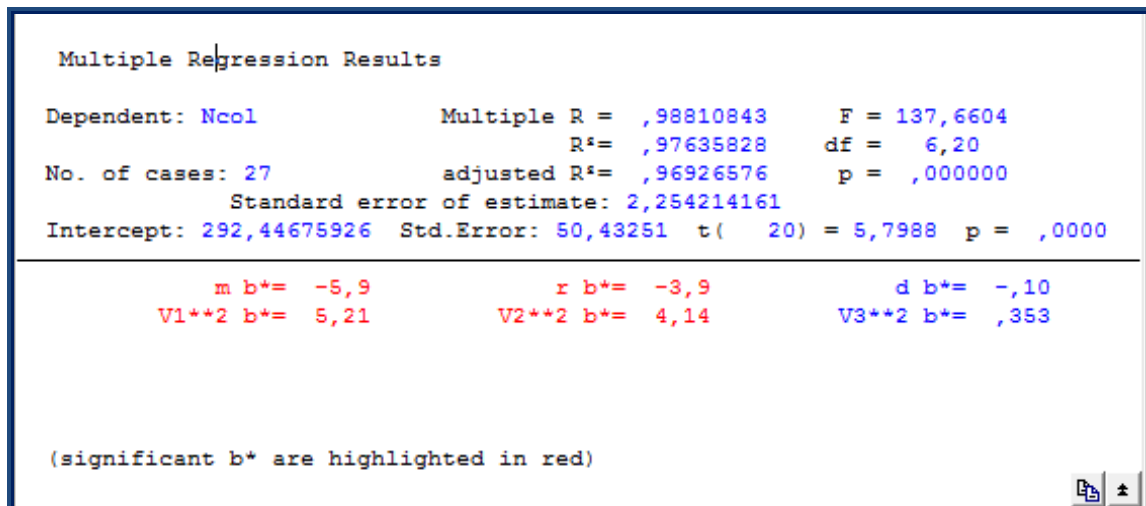 Multiple Regression Results
Dependent: Ncol Multiple R = ,98810843 F = 137,6604
R²= ,97635828 df = 6,20
No. of cases: 27 adjusted R²= ,96926576 p = ,000000
Standard error of estimate: 2,254214161
Intercept: 292,44675926 Std.Error: 50,43251 t( 20) = 5,7988 p = ,0000
m b*= -5,9 r b*= -3,9 d b*= -,10
V1**2 b*= 5,21 V2**2 b*= 4,14 V3**2 b*= ,353
(significant b* are highlighted in red)